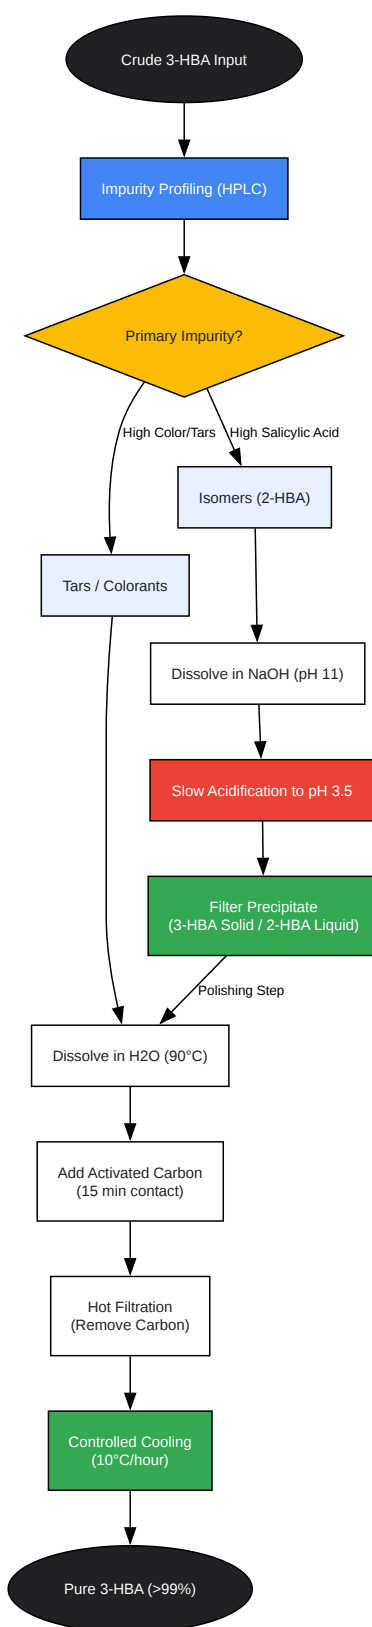 Crude 3-HBA Input
Impurity Profiling (HPLC)
Primary Impurity?
High Color/Tars
High Salicylic Acid
Isomers (2-HBA)
Tars / Colorants
Dissolve in NaOH (pH 11)
Slow Acidification to pH 3.5
Filter Precipitate
(3-HBA Solid / 2-HBA Liquid)
Polishing Step
Dissolve in H2O (90°C)
Add Activated Carbon
(15 min contact)
Hot Filtration
(Remove Carbon)
Controlled Cooling
(10°C/hour)
Pure 3-HBA (>99%)